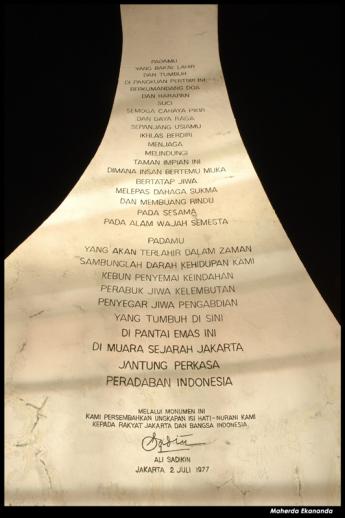 PADAMU
YANG BAKAL LAHIR
DAN TUMBUH
DI PANGKUAN PERTIWI INI
BERKUMANDANG DOA
DAN HARAPAN
SUCI
SEMOGA CAHAYA PIKIR
DAN DAYA RAGA
SEPANJANG USIAMU
IKHLAS BERDIRI
MENJAGA
MELINDUNGI
TAMAN IMPIAN INI
DIMANA INSAN BERTEMU MUKA
BERTATAP JIWA
MELEPAS DAHAGA SUKMA
DAN MEMBUANG RINDU
PADA SESAMA
PADA ALAM WAJAH SEMESTA
PADAMU
YANG AKAN TERLAHIR DALAM ZAMAN
SAMBUNGLAH DARAH KEHIDUPAN KAMI
KEBUN PENYEMAI KEINDAHAN
PERABUK JIWA KELEMBUTAN
PENYEGAR JIWA PENGABDIAN
YANG TUMBUH DI SINI
DI PANTAI EMAS INI
DI MUARA SEJARAH JAKARTA
JANTUNG PERKASA
PERADABAN INDONESIA
MELALUI MONUMEN INI
KAMI PERSEMBAHKAN UNGKAPAN ISI HATI-NURANI KAMI
KEPADA RAKYAT JAKARTA DAN BANGSA INDONESIA
ALI SADIKIN
JAKARTA 2 JULI 1977
Maherda Ekananda